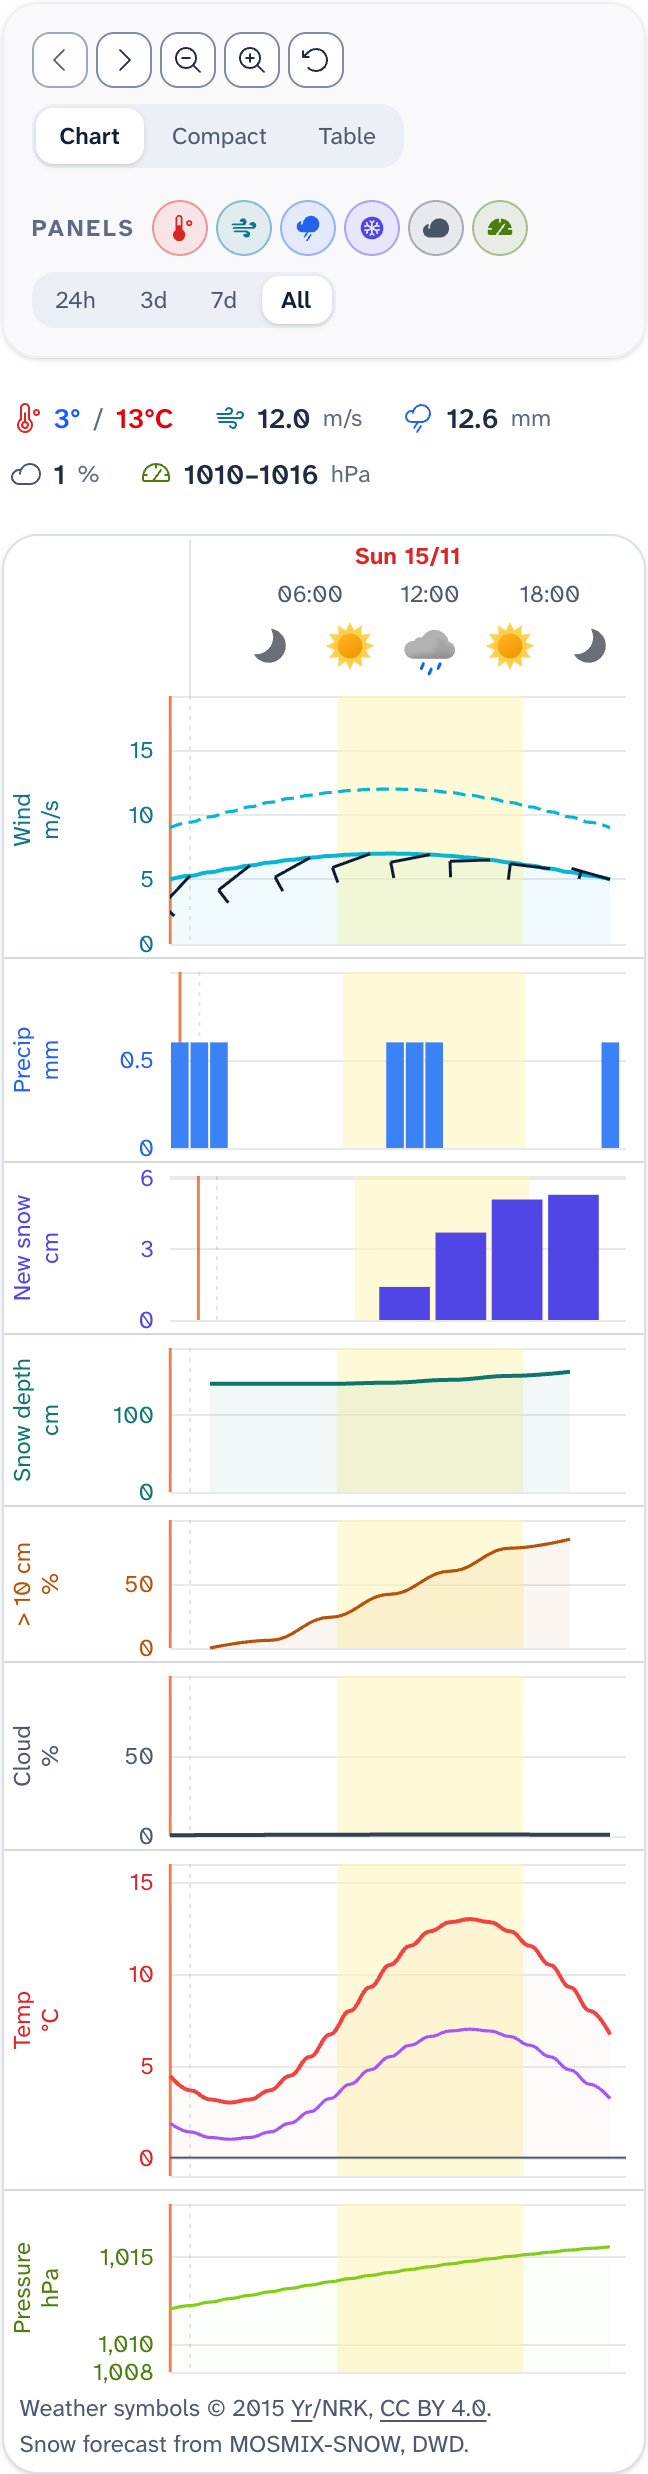 Chart Compact Table
PANELS
24h 3d 7d All
3° / 13°C 12.0 m/s 12.6 mm
1 % 1010–1016 hPa
Sun 15/11
06:00 12:00 18:00
Wind
m/s
15
10
5
0
Precip
mm
0.5
0
New snow
cm
6
3
0
Snow depth
cm
100
0
> 10 cm
%
50
0
Cloud
%
50
0
Temp
°C
15
10
5
0
Pressure
hPa
1,015
1,010
1,008
Weather symbols © 2015 Yr/NRK, CC BY 4.0.
Snow forecast from MOSMIX-SNOW, DWD.